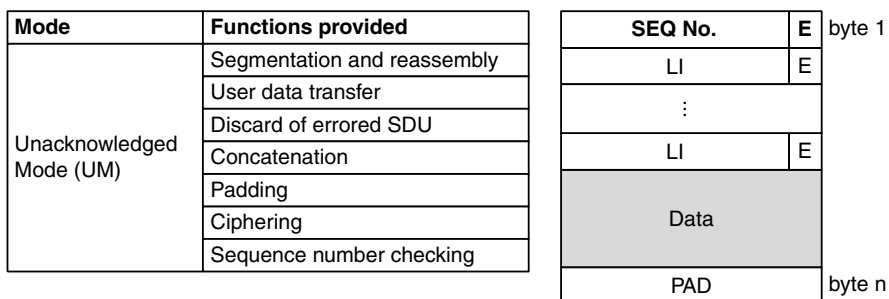 Mode Functions provided
Unacknowledged
Mode (UM)
Segmentation and reassembly
User data transfer
Discard of errored SDU
Concatenation
Padding
Ciphering
Sequence number checking
SEQ No. E byte 1
LI E
⋮
LI E
Data
PAD byte n